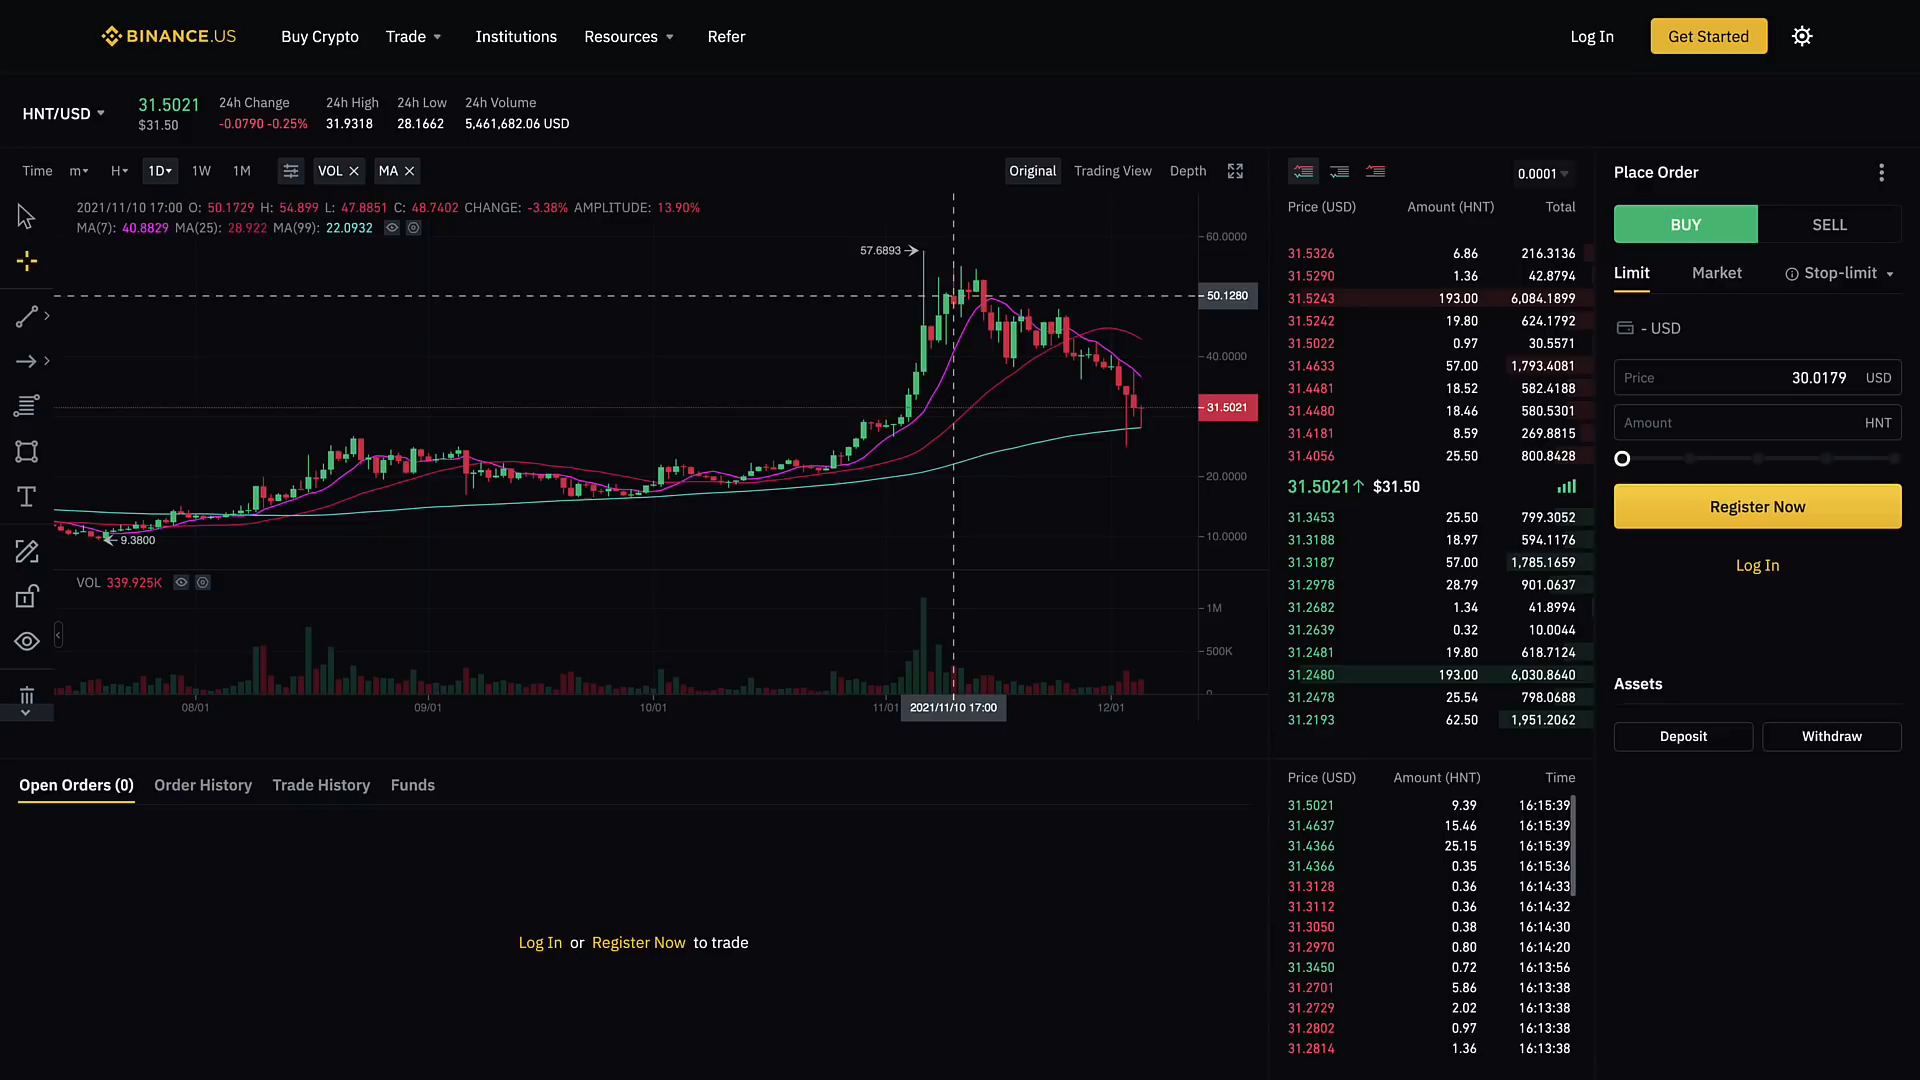 BINANCE.US Buy Crypto Trade Institutions Resources Refer Log In Get Started
HNT/USD 31.5021 $31.50 24h Change -0.0790 -0.25% 24h High 31.9318 24h Low 28.1662 24h Volume 5,461,682.06 USD
Time m H 1D 1W 1M VOL MA Original Trading View Depth
2021/11/10 17:00 O: 50.1729 H: 54.899 L: 47.8851 C: 48.7402 CHANGE: -3.38% AMPLITUDE: 13.90%
MA(7): 40.8829 MA(25): 28.922 MA(99): 22.0932
57.6893
9.3800
60.0000
50.1280
40.0000
31.5021
20.0000
10.0000
VOL 339.925K
1M
500K
0
08/01 09/01 10/01 11/01 2021/11/10 17:00 12/01
Open Orders (0) Order History Trade History Funds
Log In or Register Now to trade
0.0001
Price (USD) Amount (HNT) Total
31.5326 6.86 216.3136
31.5290 1.36 42.8794
31.5243 193.00 6,084.1899
31.5242 19.80 624.1792
31.5022 0.97 30.5571
31.4633 57.00 1,793.4081
31.4481 18.52 582.4188
31.4480 18.46 580.5301
31.4181 8.59 269.8815
31.4056 25.50 800.8428
31.5021↑ $31.50
31.3453 25.50 799.3052
31.3188 18.97 594.1176
31.3187 57.00 1,785.1659
31.2978 28.79 901.0637
31.2682 1.34 41.8994
31.2639 0.32 10.0044
31.2481 19.80 618.7124
31.2480 193.00 6,030.8640
31.2478 25.54 798.0688
31.2193 62.50 1,951.2062
Price (USD) Amount (HNT) Time
31.5021 9.39 16:15:39
31.4637 15.46 16:15:39
31.4366 25.15 16:15:39
31.4366 0.35 16:15:36
31.3128 0.36 16:14:33
31.3112 0.36 16:14:32
31.3050 0.38 16:14:30
31.2970 0.80 16:14:20
31.3450 0.72 16:13:56
31.2701 5.86 16:13:38
31.2729 2.02 16:13:38
31.2802 0.97 16:13:38
31.2814 1.36 16:13:38
Place Order
BUY SELL
Limit Market Stop-limit
- USD
Price 30.0179 USD
Amount HNT
Register Now
Log In
Assets
Deposit Withdraw